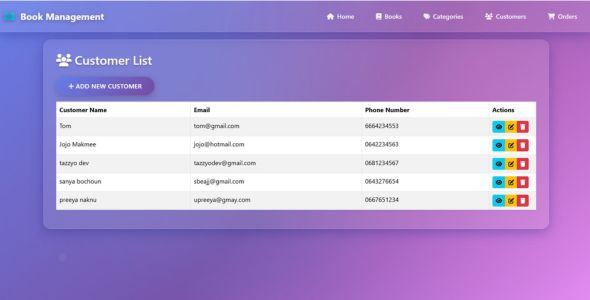 Book Management
Home Books Categories Customers Orders
Customer List
+ ADD NEW CUSTOMER
Customer Name Email Phone Number Actions
Tom tom@gmail.com 6664234553
Jojo Makmee jojo@hotmail.com 0642234563
tazzyo dev tazzyodev@gmail.com 0681234567
sanya bochoun sbeajj@gmail.com 0643276654
preeya naknu upreeya@gmay.com 0667651234